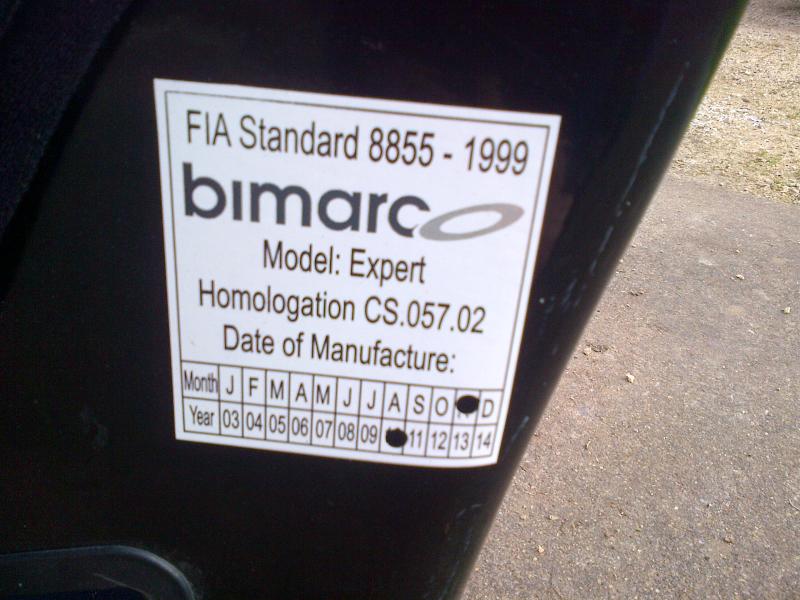 FIA Standard 8855 - 1999
bimarco
Model: Expert
Homologation CS.057.02
Date of Manufacture:
Month J F M A M J J A S O D
Year 03 04 05 06 07 08 09 11 12 13 14